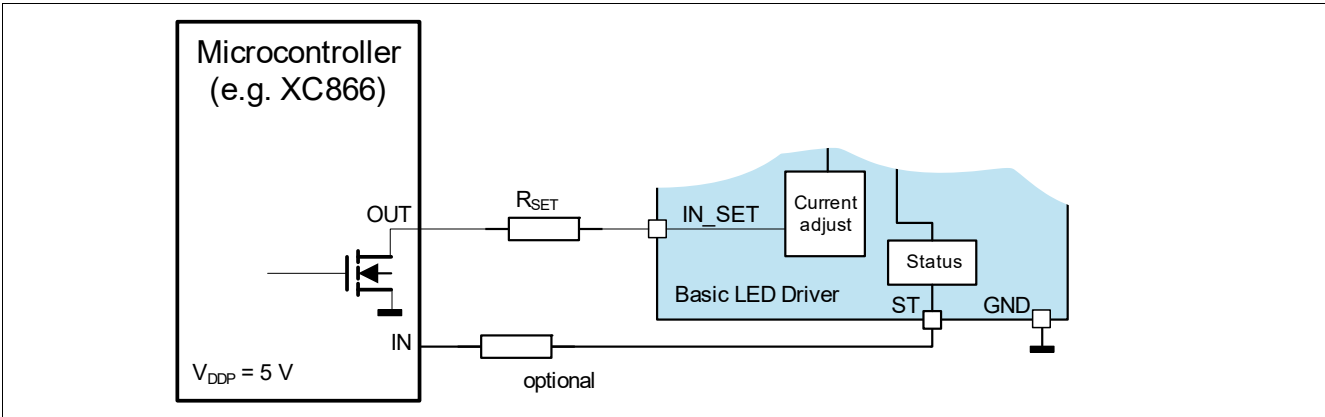 Microcontroller
(e.g. XC866)
OUT
RSET
IN_SET
Current
adjust
Status
Basic LED Driver
ST
GND
IN
VDDP = 5 V
optional